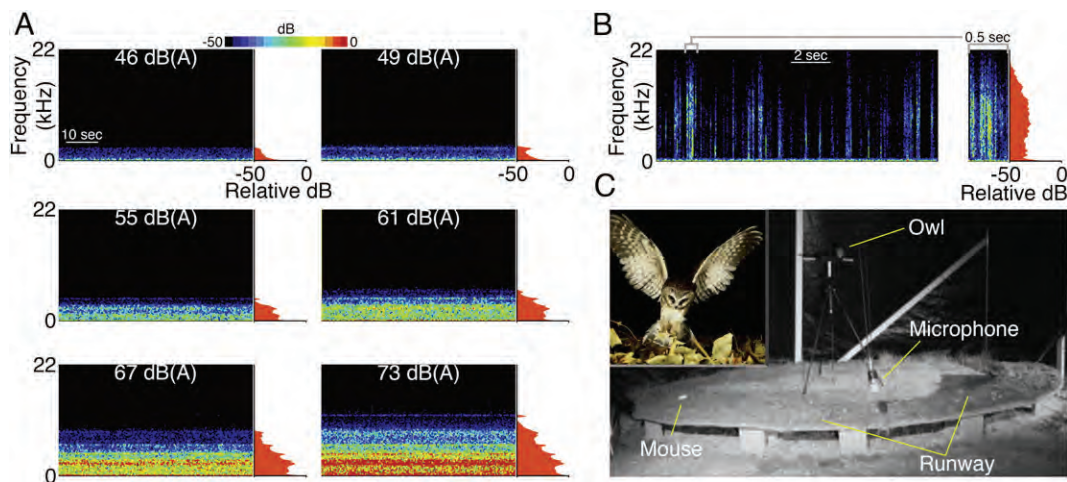 A
dB
-50 0
Frequency
(kHz)
22
0
46 dB(A)
10 sec
49 dB(A)
-50 0
-50 0
Relative dB
22
0
55 dB(A)
61 dB(A)
22
0
67 dB(A)
73 dB(A)
B
0.5 sec
Frequency
(kHz)
22
0
2 sec
-50 0
Relative dB
C
Owl
Microphone
Mouse
Runway